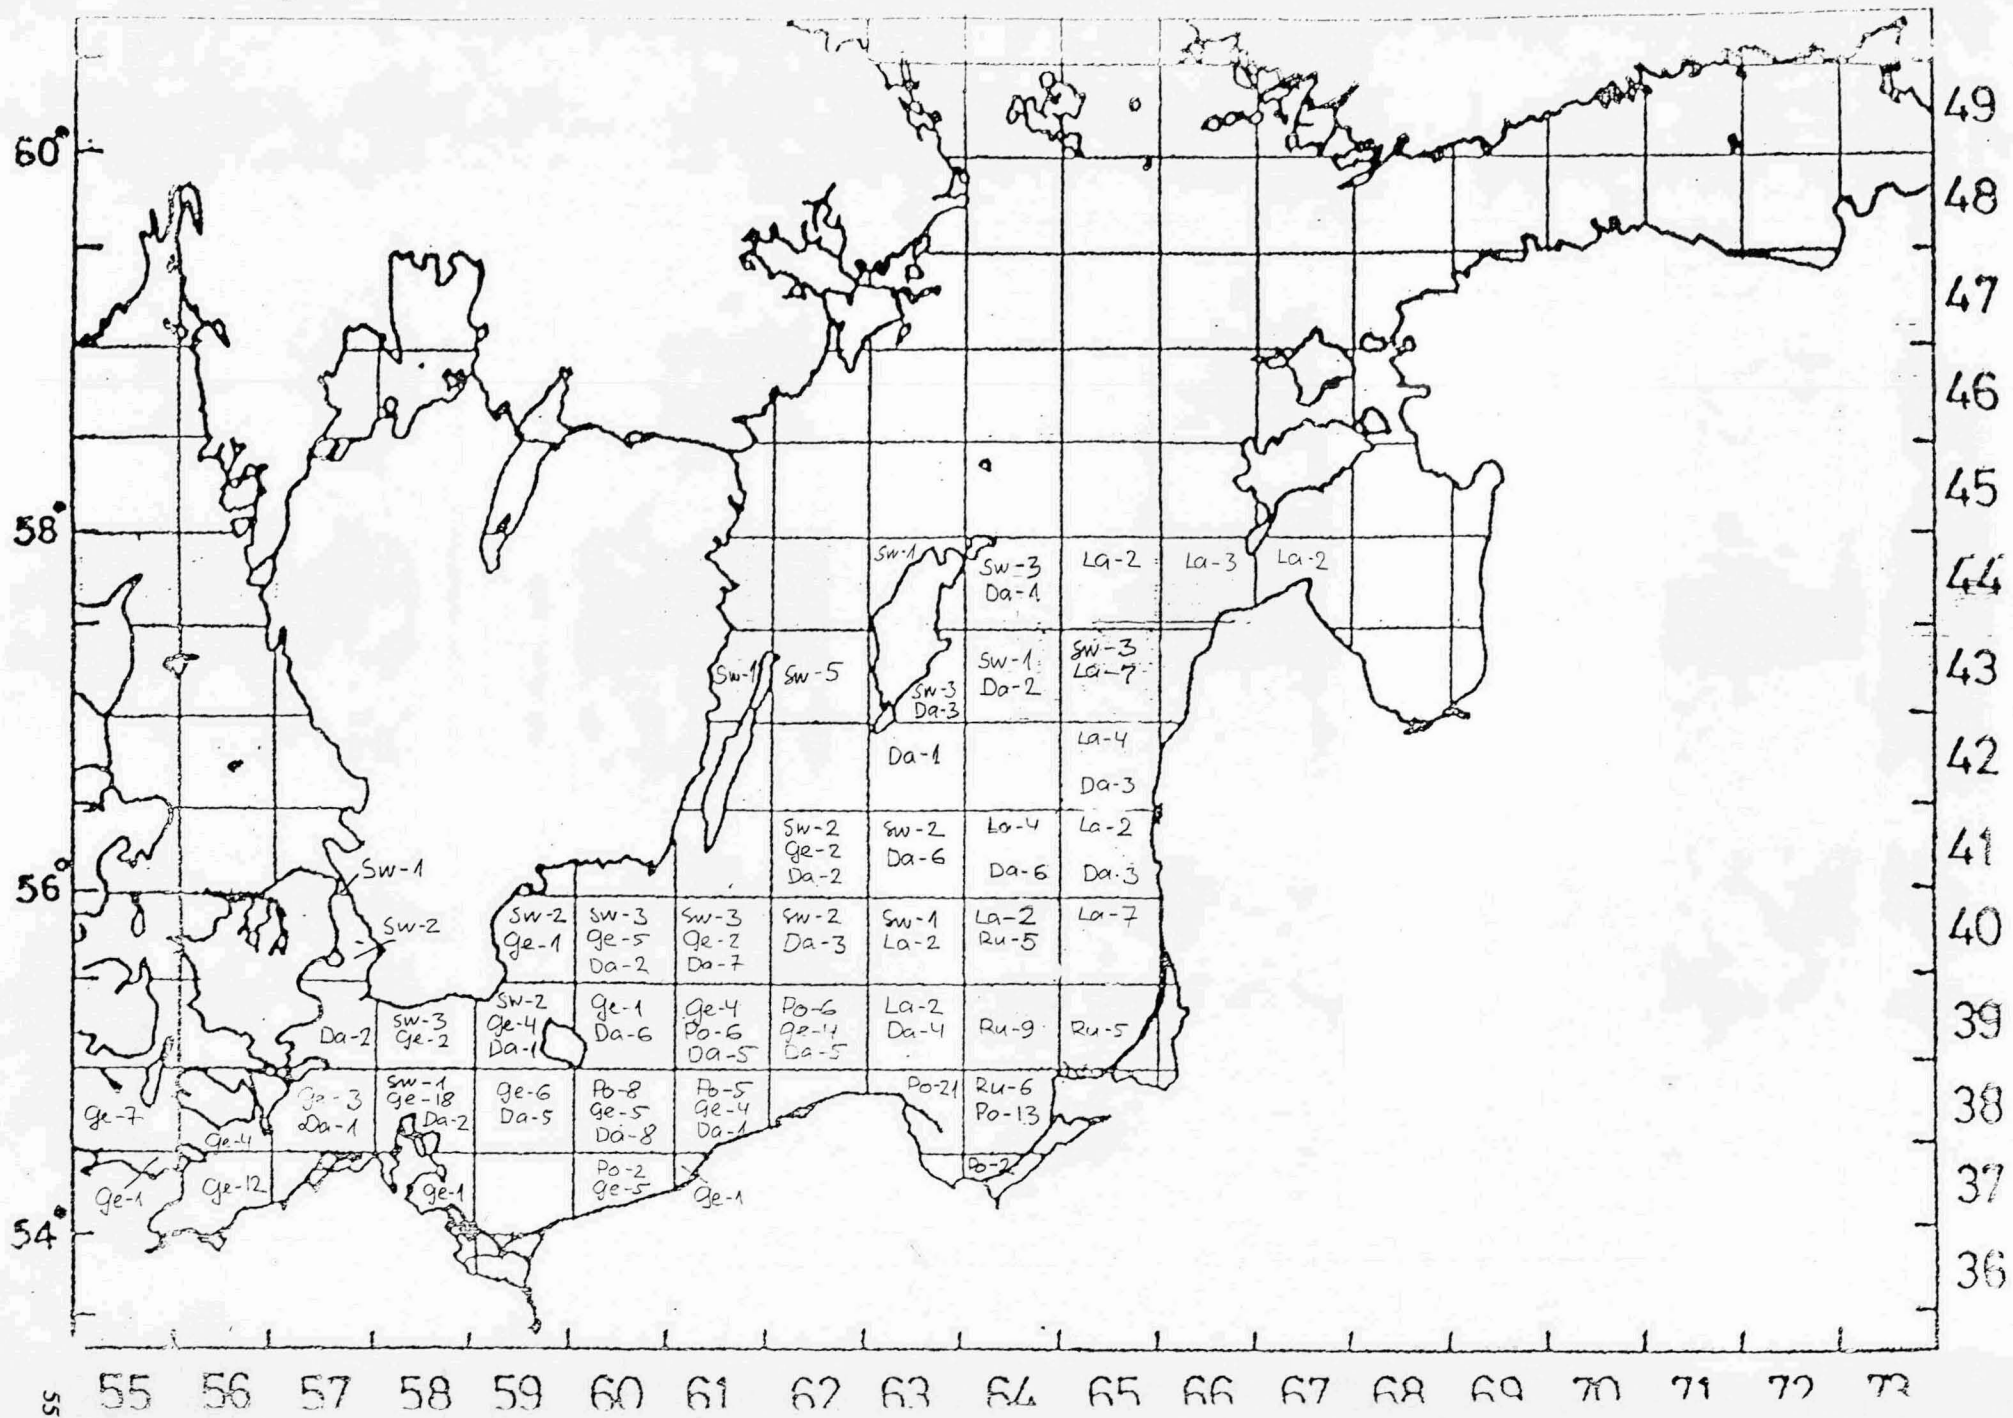 49
60°
48
47
46
45
58°
Sw-1
Sw-3
Da-1
La-2
La-3
La-2
44
Sw-1
Sw-5
Sw-3
Da-3
Sw-1
Da-2
Sw-3
La-7
43
Da-1
La-4
Da-3
42
Sw-2
Ge-2
Da-2
Sw-2
Da-6
La-4
Da-6
La-2
Da-3
41
56°
Sw-1
Sw-2
Sw-2
Ge-1
Sw-3
Ge-5
Da-2
Sw-3
Ge-2
Da-7
Sw-2
Da-3
Sw-1
La-2
La-2
Ru-5
La-7
40
Da-2
Sw-3
Ge-2
Sw-2
Ge-4
Da-1
Ge-1
Da-6
Ge-4
Po-6
Da-5
Po-6
Ge-4
Da-5
La-2
Da-4
Ru-9
Ru-5
39
Ge-7
Ge-4
Ge-3
Da-1
Sw-1
Ge-18
Da-2
Ge-6
Da-5
Po-8
Ge-5
Da-8
Po-5
Ge-4
Da-1
Po-21
Ru-6
Po-13
38
Ge-1
Ge-12
Ge-1
Po-2
Ge-5
Ge-1
Po-2
37
54°
36
55 56 57 58 59 60 61 62 63 64 65 66 67 68 69 70 71 72 73
55